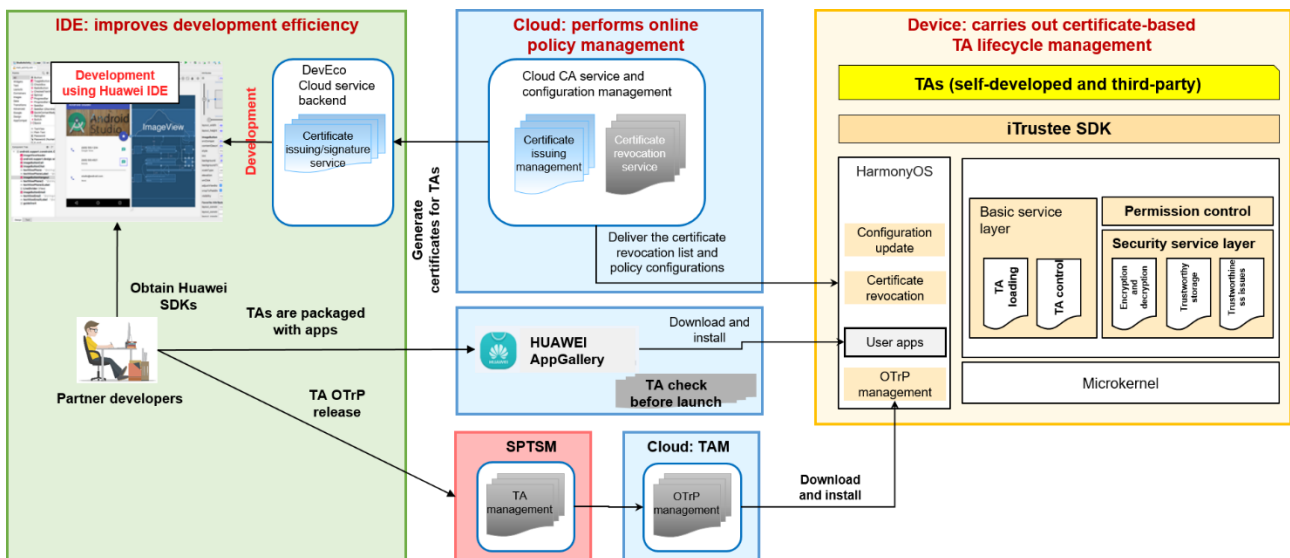 IDE: improves development efficiency
Development
using Huawei IDE
Android
Studio
ImageView
Development
DevEco
Cloud service
backend
Certificate
issuing/signature
service
Obtain Huawei
SDKs
Partner developers
TAs are packaged
with apps
TA OTrP
release
Generate
certificates for TAs
Cloud: performs online
policy management
Cloud CA service and
configuration management
Certificate
issuing
management
Certificate
revocation
service
Deliver the certificate
revocation list and
policy configurations
HUAWEI
HUAWEI
AppGallery
Download and
install
TA check
before launch
SPTSM
TA
management
Cloud: TAM
OTrP
management
Download
and install
Device: carries out certificate-based
TA lifecycle management
TAs (self-developed and third-party)
iTrustee SDK
HarmonyOS
Configuration
update
Certificate
revocation
User apps
OTrP
management
Basic service
layer
TA
loading
TA control
Permission control
Security service layer
Encryption and
decryption
Trustworthy
storage
Trustworthine
ss issues
Microkernel